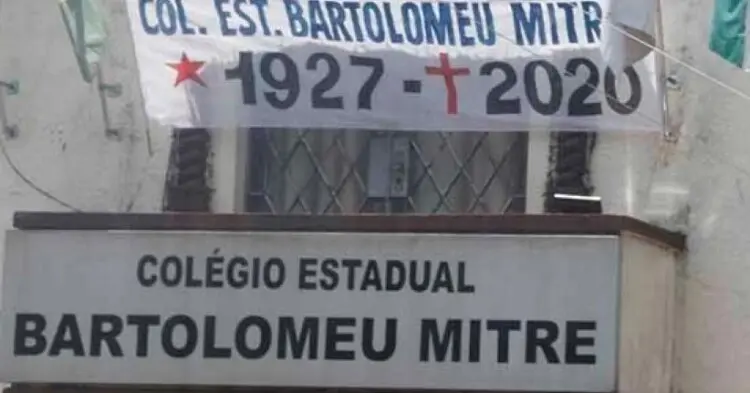 COL. EST. BARTOLOMEU MITR
1927 - 2020
COLÉGIO ESTADUAL
BARTOLOMEU MITRE